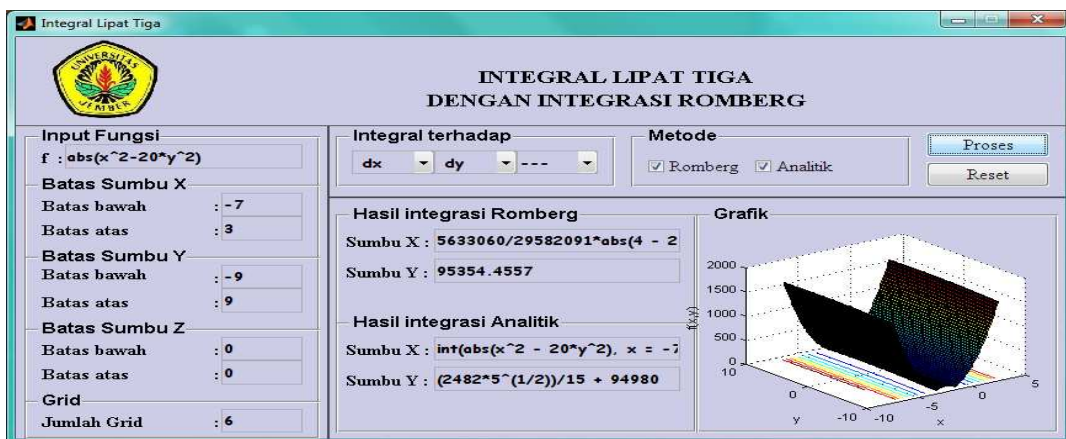 Integral Lipat Tiga
UNIVERSITAS
JEMBER
INTEGRAL LIPAT TIGA
DENGAN INTEGRASI ROMBERG
Input Fungsi
f : abs(x^2-20*y^2)
Batas Sumbu X
Batas bawah : -7
Batas atas : 3
Batas Sumbu Y
Batas bawah : -9
Batas atas : 9
Batas Sumbu Z
Batas bawah : 0
Batas atas : 0
Grid
Jumlah Grid : 6
Integral terhadap
dx dy ---
Metode
Romberg Analitik
Proses
Reset
Hasil integrasi Romberg
Sumbu X : 5633060/29582091*abs(4 - 2
Sumbu Y : 95354.4557
Hasil integrasi Analitik
Sumbu X : int(abs(x^2 - 20*y^2), x = -7
Sumbu Y : (2482*5^(1/2))/15 + 94980
Grafik
2000
1500
1000
500
0
f(x,y)
10
0
-10
y
-10
-5
0
5
x